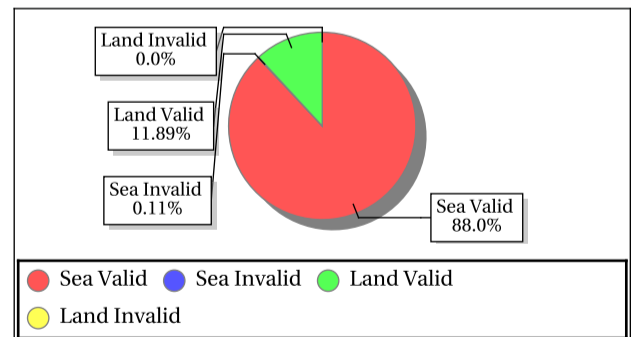 Land Invalid
0.0%
Land Valid
11.89%
Sea Invalid
0.11%
Sea Valid
88.0%
Sea Valid Sea Invalid Land Valid
Land Invalid